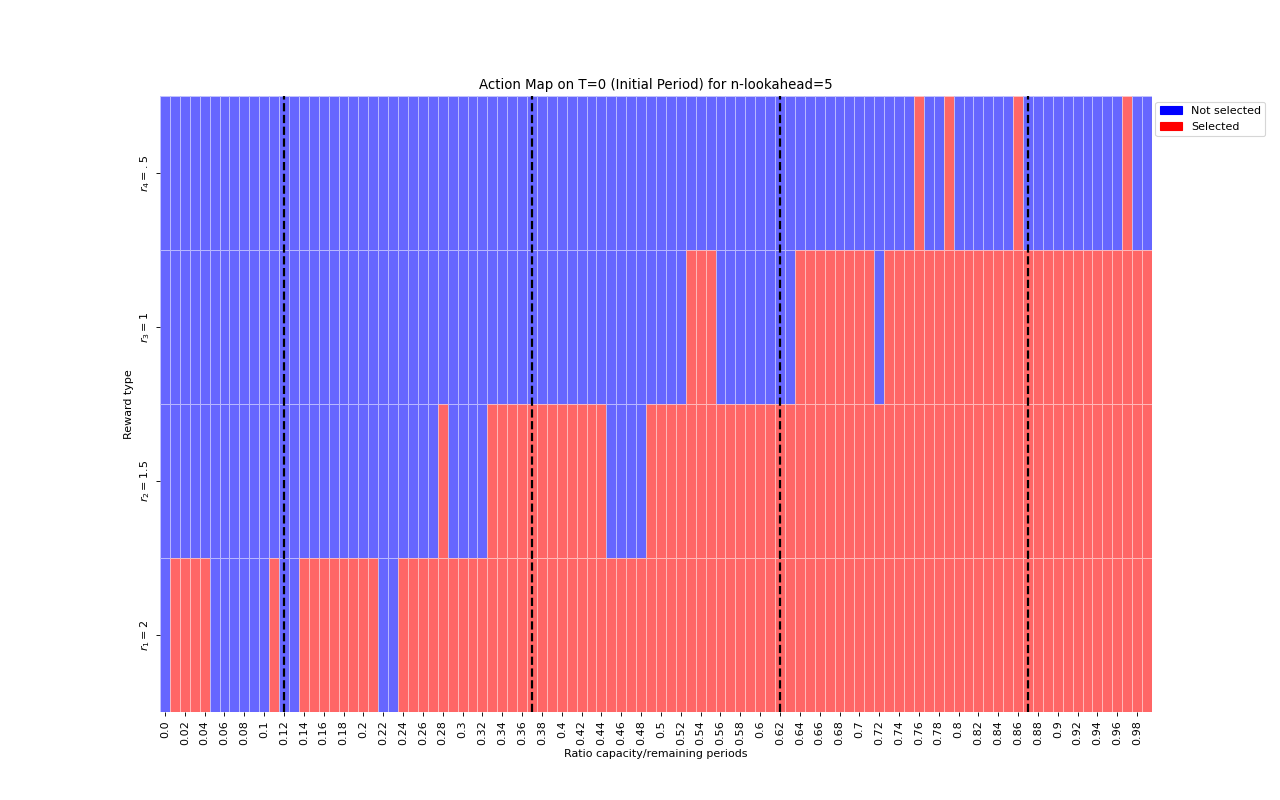 Action Map on T=0 (Initial Period) for n-lookahead=5
Not selected
Selected
r₄ = .5
r₃ = 1
r₂ = 1.5
r₁ = 2
Reward type
0.0 0.02 0.04 0.06 0.08 0.1 0.12 0.14 0.16 0.18 0.2 0.22 0.24 0.26 0.28 0.3 0.32 0.34 0.36 0.38 0.4 0.42 0.44 0.46 0.48 0.5 0.52 0.54 0.56 0.58 0.6 0.62 0.64 0.66 0.68 0.7 0.72 0.74 0.76 0.78 0.8 0.82 0.84 0.86 0.88 0.9 0.92 0.94 0.96 0.98
Ratio capacity/remaining periods